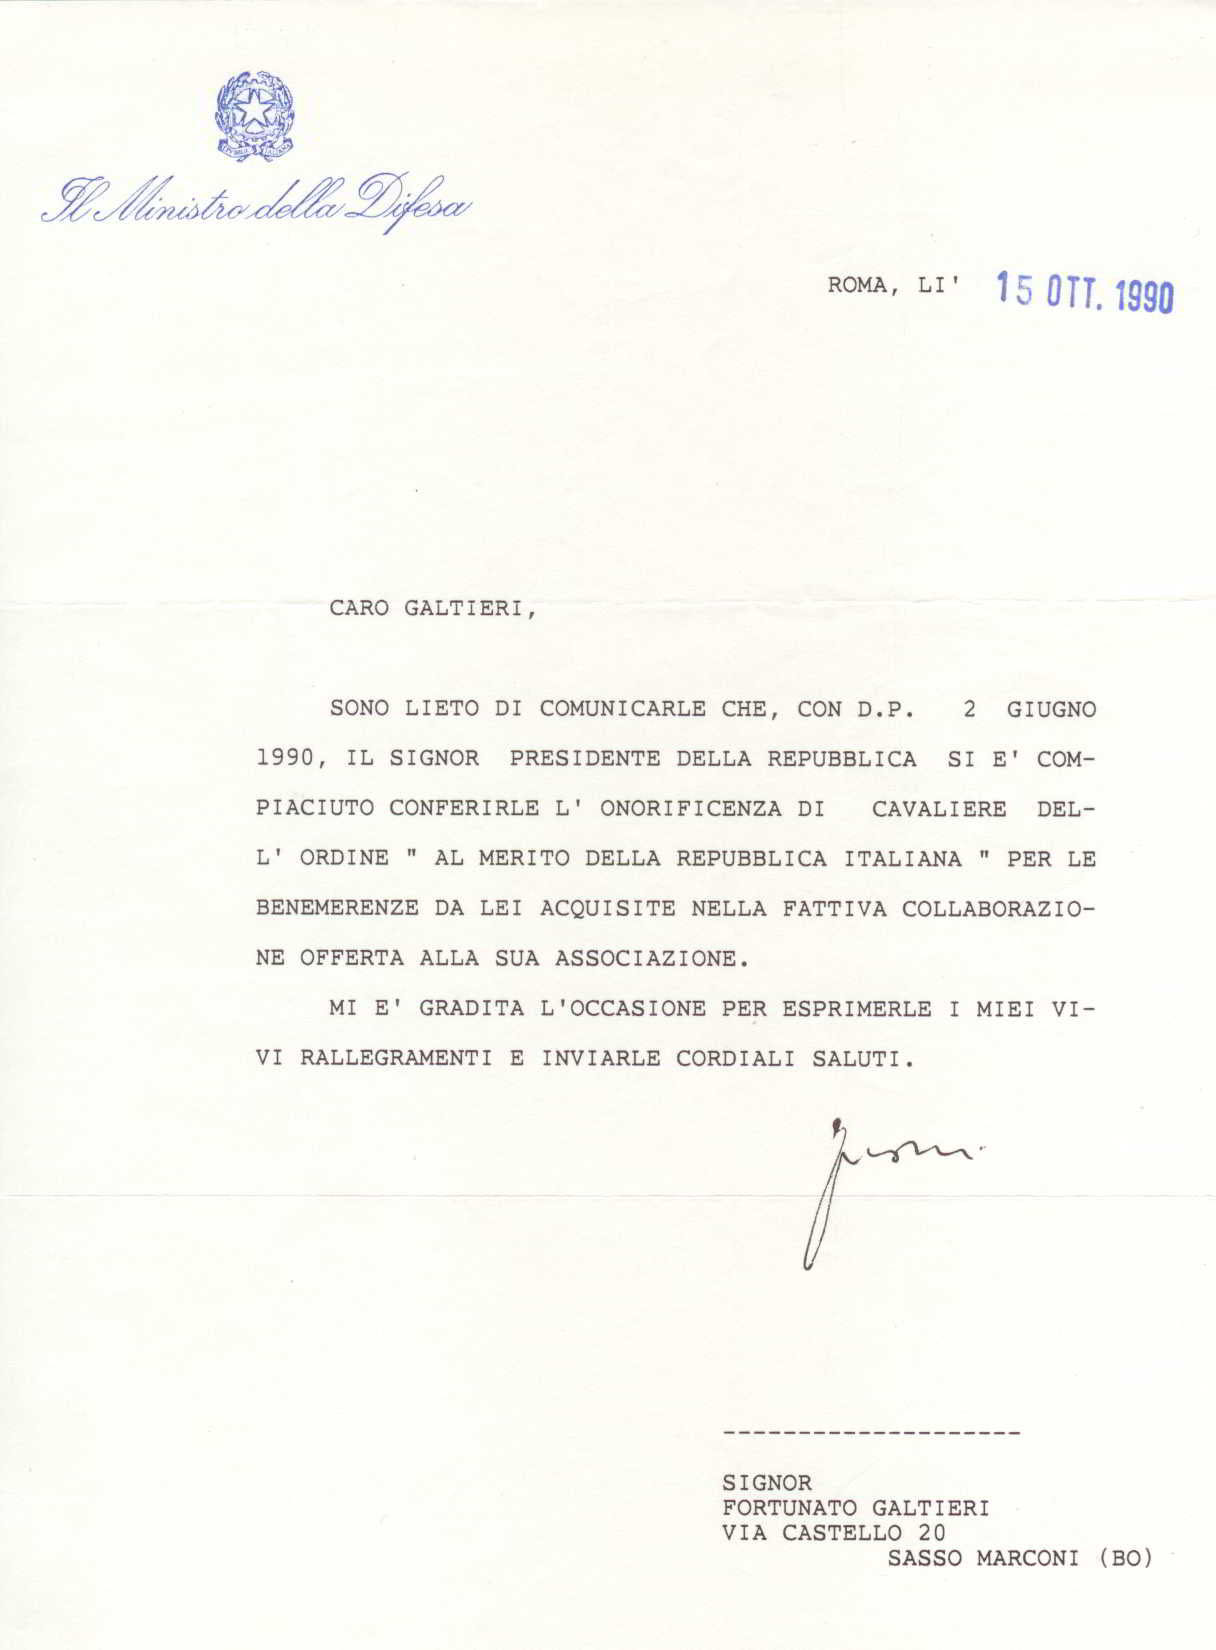 Il Ministro della Difesa
ROMA, LI' 15 OTT. 1990
CARO GALTIERI,
SONO LIETO DI COMUNICARLE CHE, CON D.P. 2 GIUGNO
1990, IL SIGNOR PRESIDENTE DELLA REPUBBLICA SI E' COM-
PIACIUTO CONFERIRLE L' ONORIFICENZA DI CAVALIERE DEL-
L' ORDINE " AL MERITO DELLA REPUBBLICA ITALIANA " PER LE
BENEMERENZE DA LEI ACQUISITE NELLA FATTIVA COLLABORAZIO-
NE OFFERTA ALLA SUA ASSOCIAZIONE.
MI E' GRADITA L'OCCASIONE PER ESPRIMERLE I MIEI VI-
VI RALLEGRAMENTI E INVIARLE CORDIALI SALUTI.
--------------------
SIGNOR
FORTUNATO GALTIERI
VIA CASTELLO 20
SASSO MARCONI (BO)